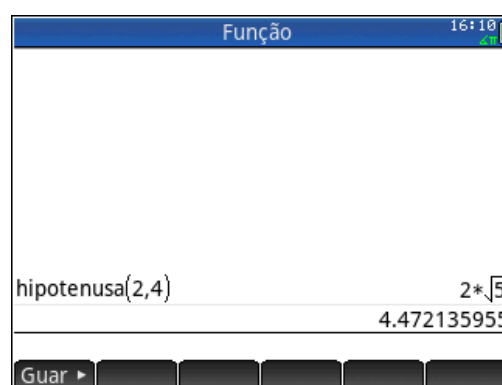 Função 16:10
∠π
hipotenusa(2,4) 2*√5
4.472135955
Guar ▸